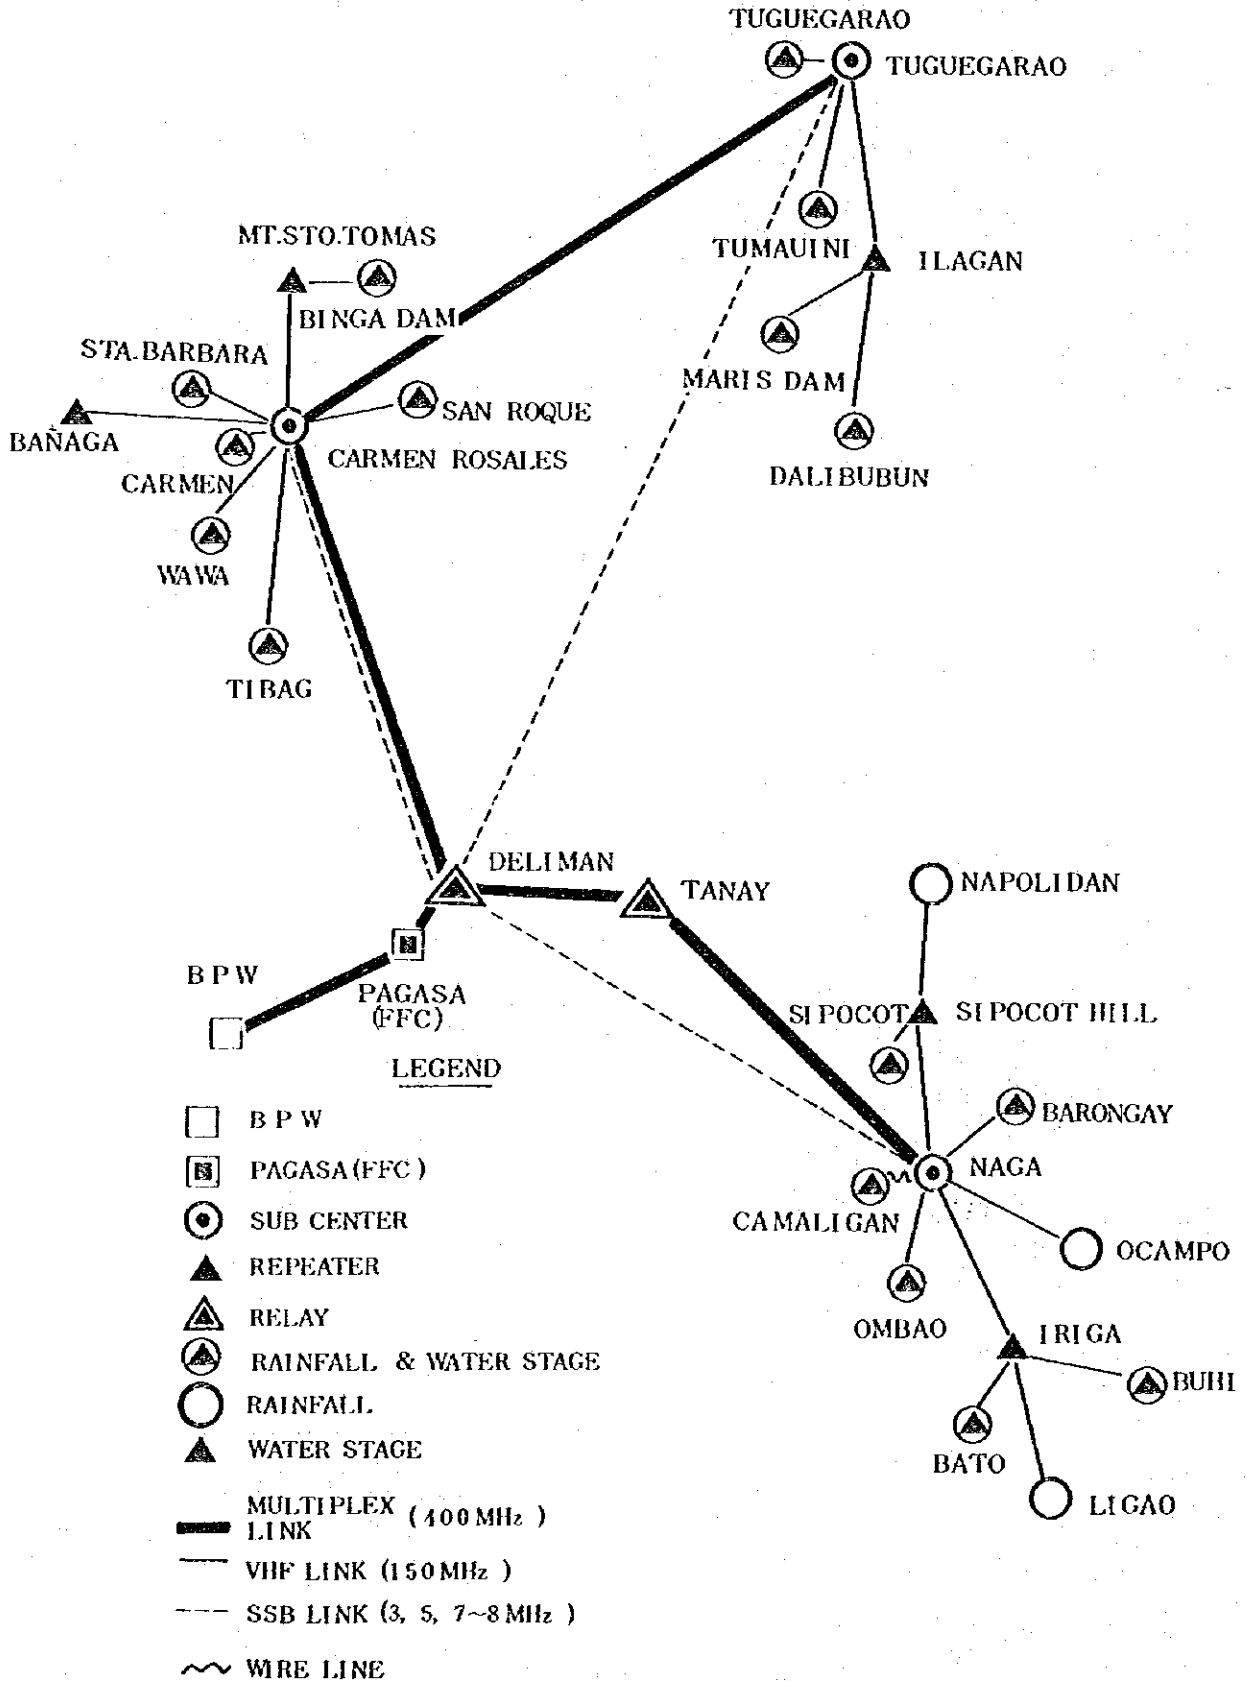 TUGUEGARAO
TUGUEGARAO
TUMAUINI
ILAGAN
MT.STO.TOMAS
BINGA DAM
STA.BARBARA
MARIS DAM
SAN ROQUE
BAÑAGA
CARMEN ROSALES
CARMEN
DALIBUBUN
WAWA
TIBAG
DELIMAN
TANAY
NAPOLIDAN
BPW
PAGASA
(FFC)
SIPOCOT
SIPOCOT HILL
LEGEND
BPW
PAGASA(FFC)
SUB CENTER
REPEATER
RELAY
RAINFALL & WATER STAGE
RAINFALL
WATER STAGE
MULTIPLEX
LINK (400MHz)
VHF LINK (150MHz)
SSB LINK (3, 5, 7~8MHz)
WIRE LINE
BARONGAY
NAGA
CAMALIGAN
OCAMPO
OMBAO
IRIGA
BUHI
BATO
LIGAO